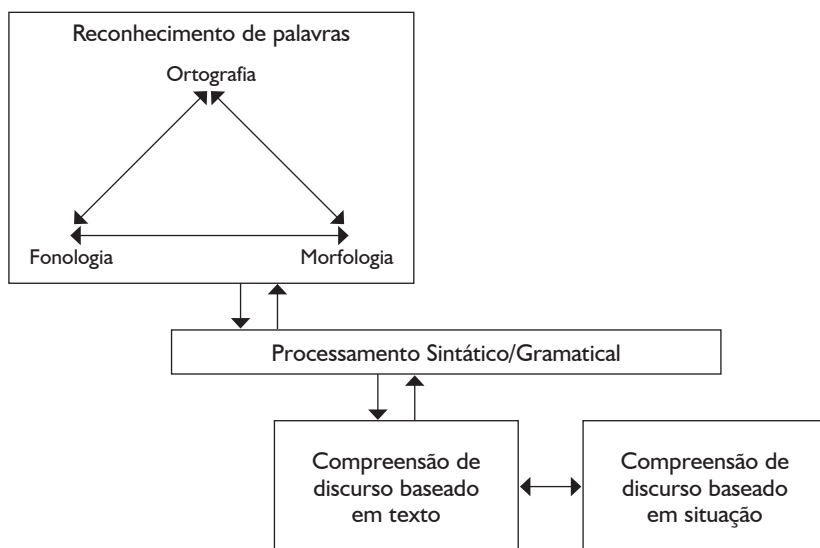 Reconhecimento de palavras
Ortografia
Fonologia
Morfologia
Processamento Sintático/Gramatical
Compreensão de
discurso baseado
em texto
Compreensão de
discurso baseado
em situação